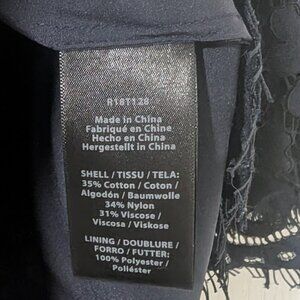 R18T128
Made in China
Fabriqué en Chine
Hecho en China
Hergestellt in China
SHELL / TISSU / TELA:
35% Cotton / Coton /
Algodón / Baumwolle
34% Nylon
31% Viscose /
Viscosa / Viskose
LINING / DOUBLURE /
FORRO / FUTTER:
100% Polyester /
Poliéster